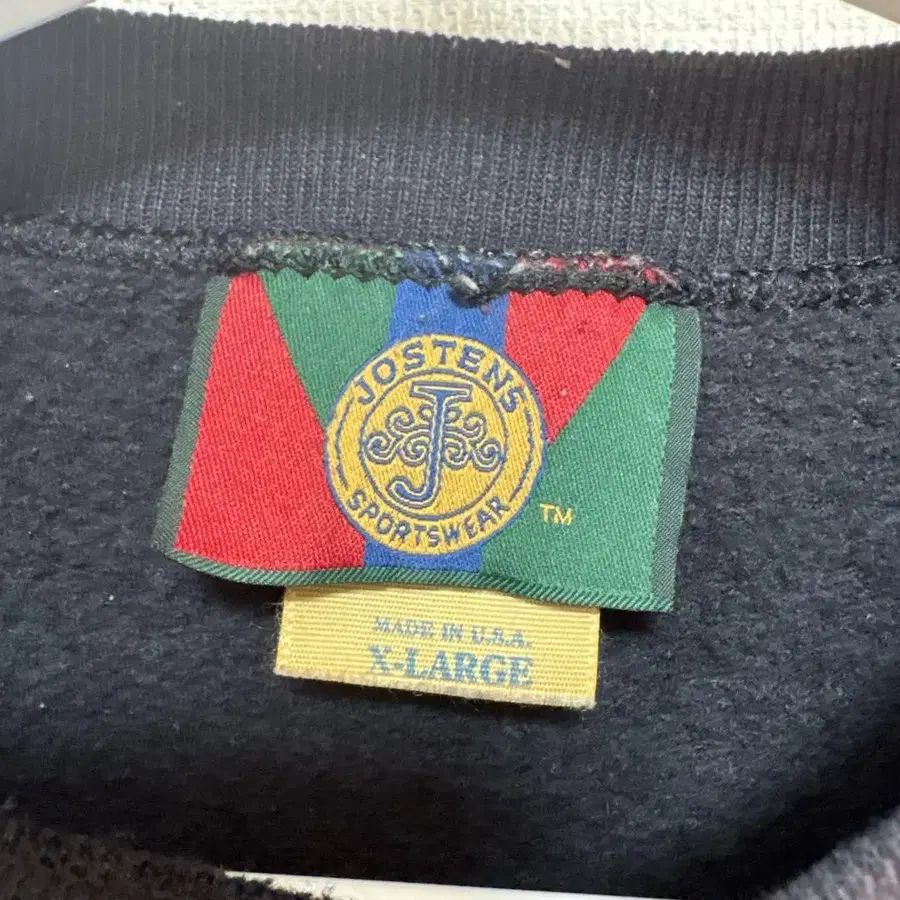 JOSTENS
J
SPORTSWEAR
TM
MADE IN U.S.A.
X-LARGE